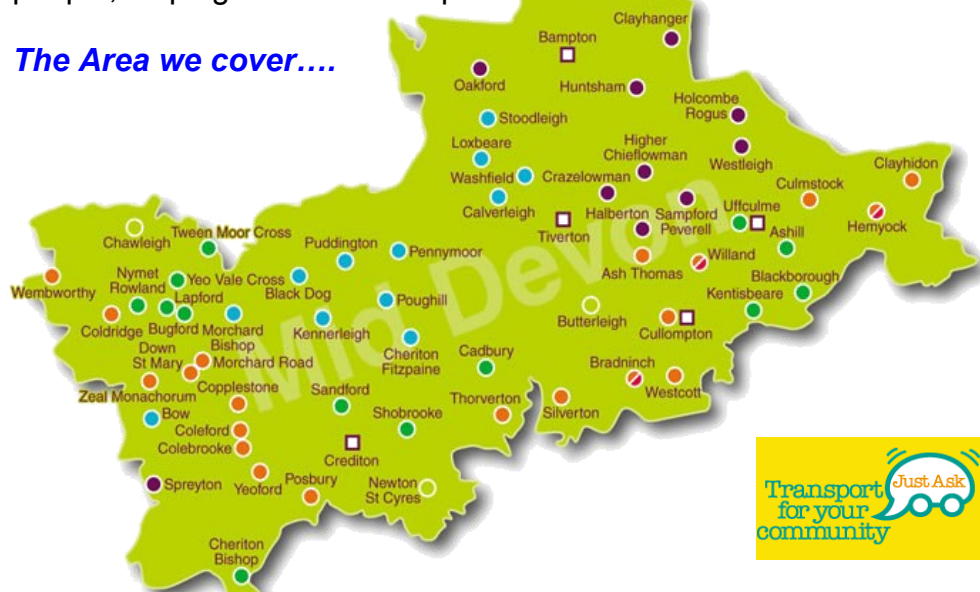 The Area we cover....
Clayhanger
Bampton
Oakford
Huntsham
Holcombe
Rogus
Stoodleigh
Loxbeare
Higher
Chieflowman
Westleigh
Clayhidon
Washfield
Crazelowman
Culmstock
Calverleigh
Tiverton
Halberton
Sampford
Peverell
Uffculme
Ashill
Hemyock
Chawleigh
Tween Moor Cross
Puddington
Pennymoor
Ash Thomas
Willand
Blackborough
Wembworthy
Nymet
Rowland
Yeo Vale Cross
Lapford
Black Dog
Poughill
Kentisbeare
Butterleigh
Cullompton
Coldridge
Bugford
Morchard
Bishop
Kennerleigh
Cheriton
Fitzpaine
Cadbury
Down
St Mary
Morchard Road
Bradninch
Westcott
Zeal Monachorum
Copplestone
Sandford
Thorverton
Silverton
Bow
Shobrooke
Coleford
Colebrooke
Crediton
Spreyton
Yeoford
Posbury
Newton
St Cyres
Cheriton
Bishop
Mid Devon
Transport
for your
community
Just Ask